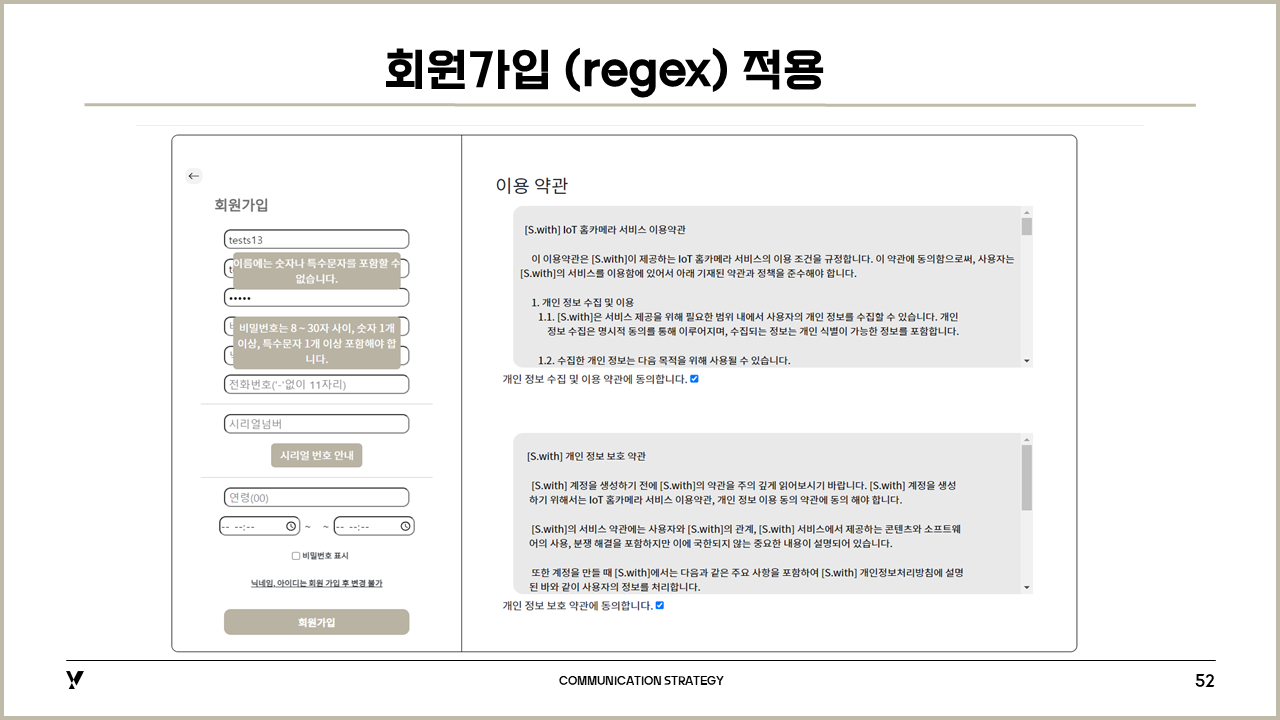 회원가입 (regex) 적용
회원가입
tests13
이름에는 숫자나 특수문자를 포함할 수
없습니다.
•••••
비밀번호는 8 ~ 30자 사이, 숫자 1개
이상, 특수문자 1개 이상 포함해야 합
니다.
전화번호('-'없이 11자리)
시리얼넘버
시리얼 번호 안내
연령(00)
-- --:-- ~ ~ -- --:--
비밀번호 표시
닉네임, 아이디는 회원 가입 후 변경 불가
회원가입
이용 약관
[S.with] IoT 홈카메라 서비스 이용약관
이 이용약관은 [S.with]이 제공하는 IoT 홈카메라 서비스의 이용 조건을 규정합니다. 이 약관에 동의함으로써, 사용자는
[S.with]의 서비스를 이용함에 있어서 아래 기재된 약관과 정책을 준수해야 합니다.
1. 개인 정보 수집 및 이용
1.1. [S.with]은 서비스 제공을 위해 필요한 범위 내에서 사용자의 개인 정보를 수집할 수 있습니다. 개인
정보 수집은 명시적 동의를 통해 이루어지며, 수집되는 정보는 개인 식별이 가능한 정보를 포함합니다.
1.2. 수집한 개인 정보는 다음 목적을 위해 사용될 수 있습니다.
개인 정보 수집 및 이용 약관에 동의합니다.
[S.with] 개인 정보 보호 약관
[S.with] 계정을 생성하기 전에 [S.with]의 약관을 주의 깊게 읽어보시기 바랍니다. [S.with] 계정을 생성
하기 위해서는 IoT 홈카메라 서비스 이용약관, 개인 정보 이용 동의 약관에 동의 해야 합니다.
[S.with]의 서비스 약관에는 사용자와 [S.with]의 관계, [S.with] 서비스에서 제공하는 콘텐츠와 소프트웨
어의 사용, 분쟁 해결을 포함하지만 이에 국한되지 않는 중요한 내용이 설명되어 있습니다.
또한 계정을 만들 때 [S.with]에서는 다음과 같은 주요 사항을 포함하여 [S.with] 개인정보처리방침에 설명
된 바와 같이 사용자의 정보를 처리합니다.
개인 정보 보호 약관에 동의합니다.
COMMUNICATION STRATEGY
52